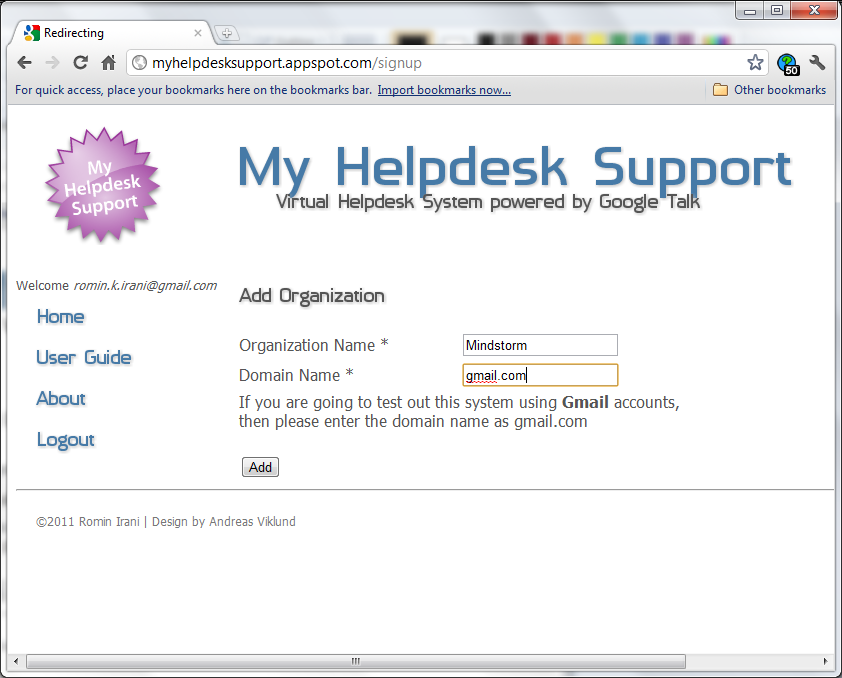 Redirecting
myhelpdesksupport.appspot.com/signup
50
For quick access, place your bookmarks here on the bookmarks bar. Import bookmarks now... Other bookmarks
My
Helpdesk
Support
My Helpdesk Support
Virtual Helpdesk System powered by Google Talk
Welcome romin.k.irani@gmail.com
Home
User Guide
About
Logout
Add Organization
Organization Name * Mindstorm
Domain Name * gmail.com
If you are going to test out this system using Gmail accounts,
then please enter the domain name as gmail.com
Add
©2011 Romin Irani | Design by Andreas Viklund